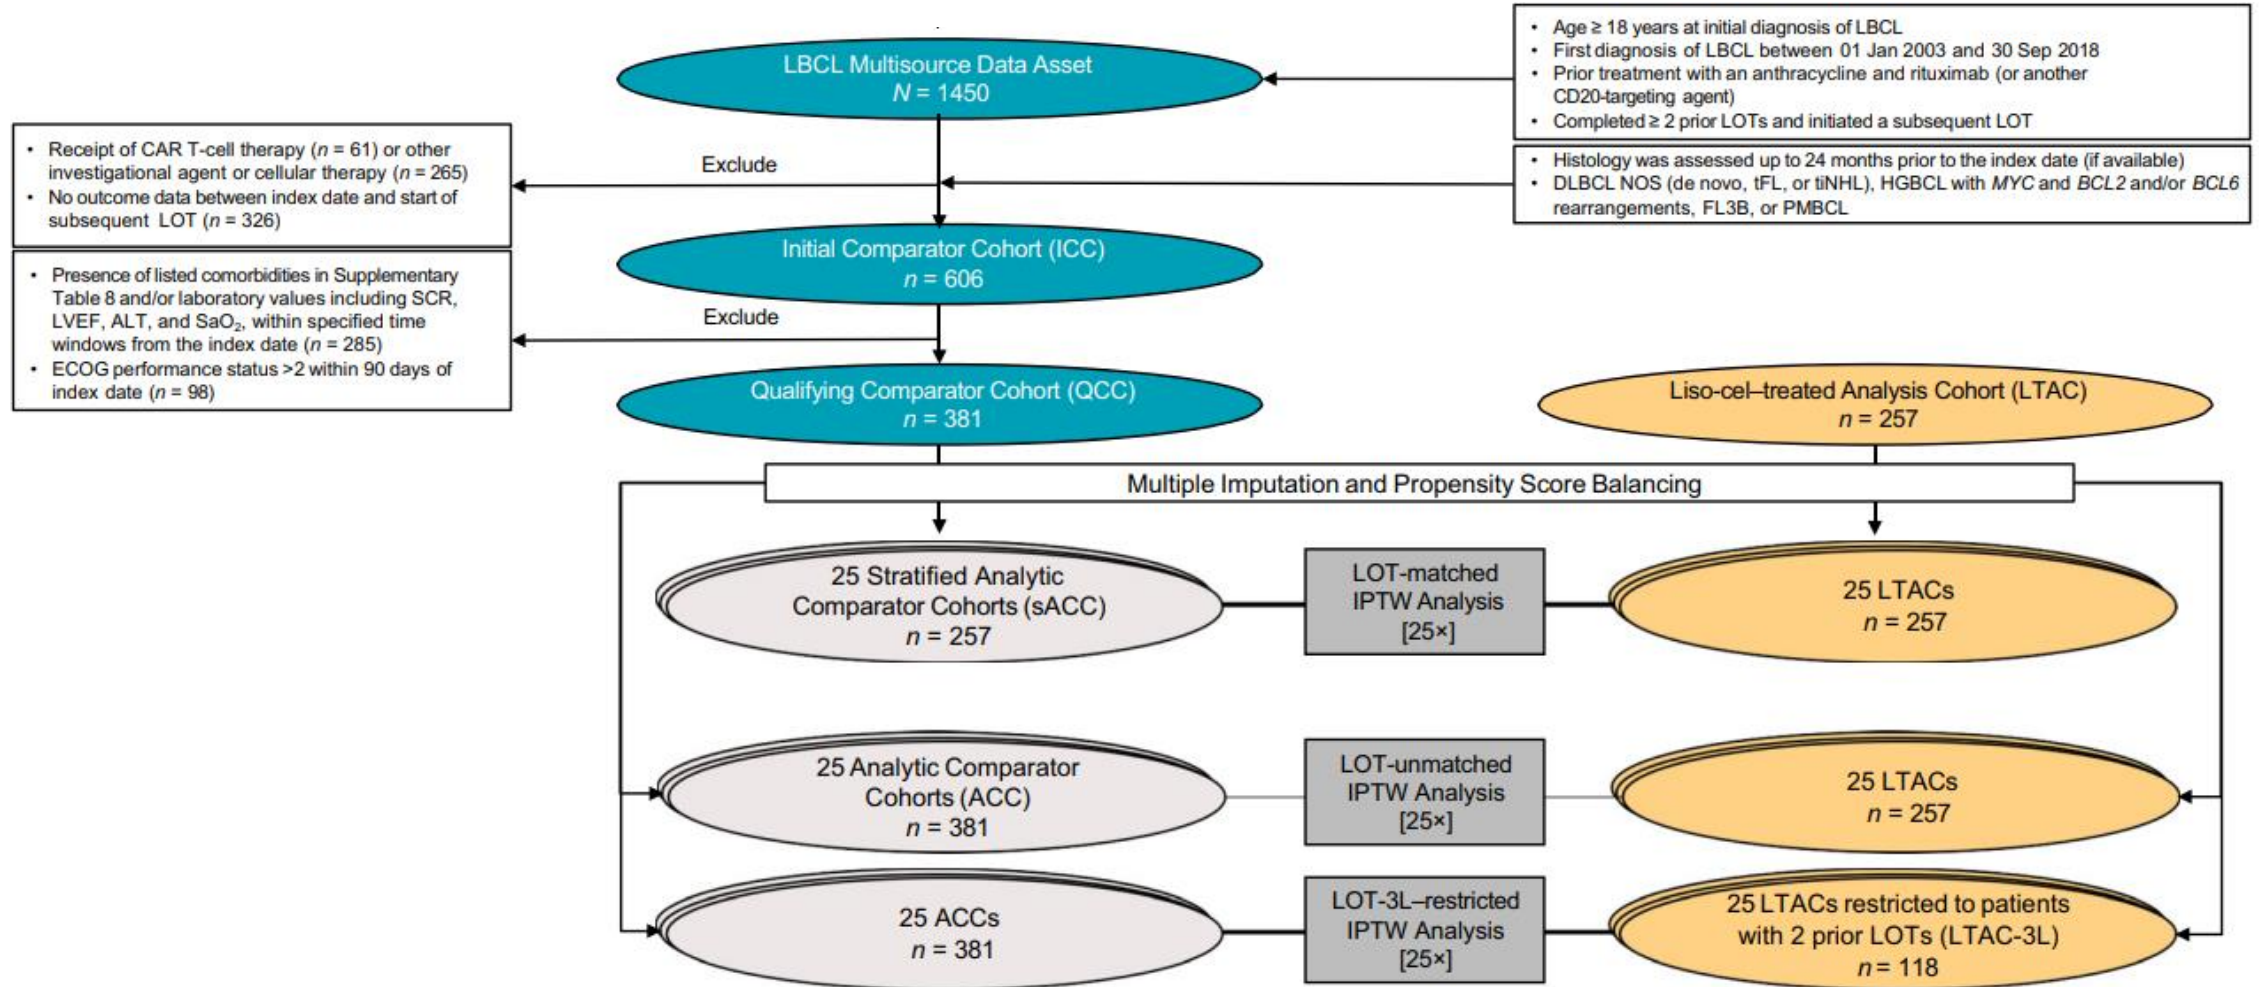 LBCL Multisource Data Asset
N = 1450
• Age ≥ 18 years at initial diagnosis of LBCL
• First diagnosis of LBCL between 01 Jan 2003 and 30 Sep 2018
• Prior treatment with an anthracycline and rituximab (or another
CD20-targeting agent)
• Completed ≥ 2 prior LOTs and initiated a subsequent LOT
• Receipt of CAR T-cell therapy (n = 61) or other
investigational agent or cellular therapy (n = 265)
• No outcome data between index date and start of
subsequent LOT (n = 326)
Exclude
• Histology was assessed up to 24 months prior to the index date (if available)
• DLBCL NOS (de novo, tFL, or tiNHL), HGBCL with MYC and BCL2 and/or BCL6
rearrangements, FL3B, or PMBCL
Initial Comparator Cohort (ICC)
n = 606
• Presence of listed comorbidities in Supplementary
Table 8 and/or laboratory values including SCR,
LVEF, ALT, and SaO₂, within specified time
windows from the index date (n = 285)
• ECOG performance status >2 within 90 days of
index date (n = 98)
Exclude
Qualifying Comparator Cohort (QCC)
n = 381
Liso-cel–treated Analysis Cohort (LTAC)
n = 257
Multiple Imputation and Propensity Score Balancing
25 Stratified Analytic
Comparator Cohorts (sACC)
n = 257
LOT-matched
IPTW Analysis
[25×]
25 LTACs
n = 257
25 Analytic Comparator
Cohorts (ACC)
n = 381
LOT-unmatched
IPTW Analysis
[25×]
25 LTACs
n = 257
25 ACCs
n = 381
LOT-3L–restricted
IPTW Analysis
[25×]
25 LTACs restricted to patients
with 2 prior LOTs (LTAC-3L)
n = 118